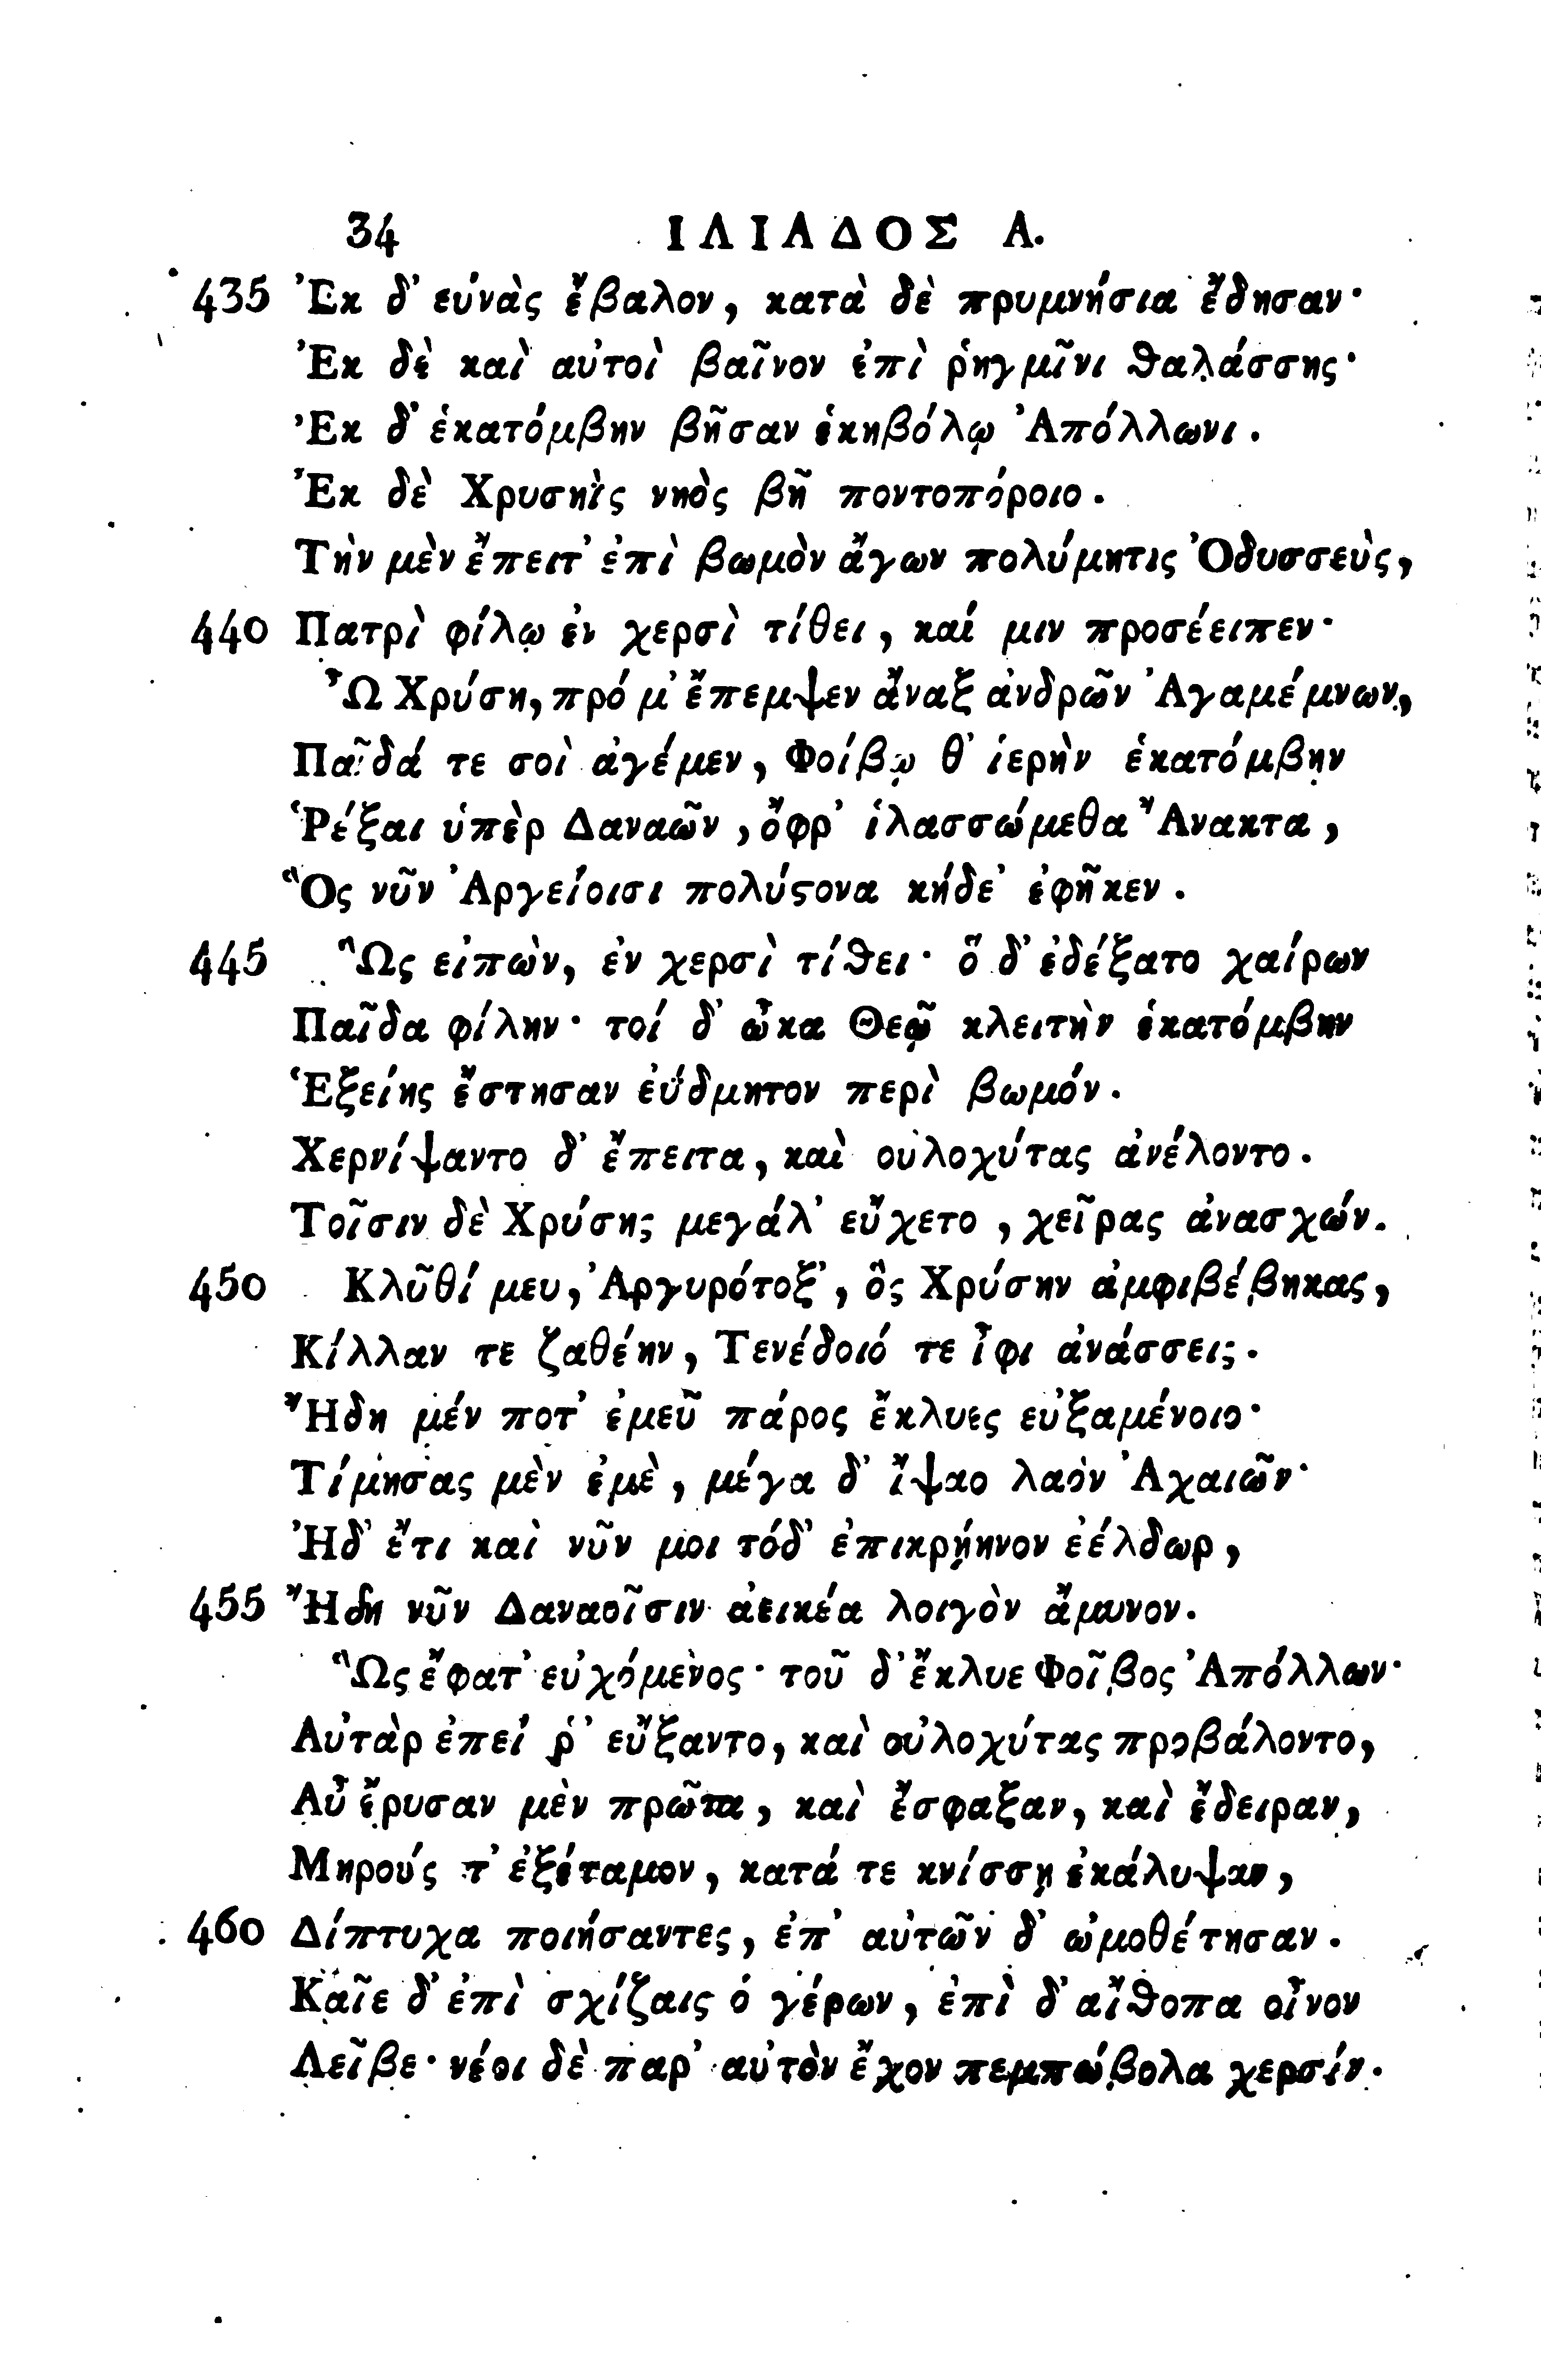 34 ΙΛΙΑΔΟΣ Α.
435 Ἐκ δ᾽ εὐνὰς ἔβαλον, κατὰ δὲ πρυμνήσια ἔδησαν·
Ἐκ δὲ καὶ αὐτοὶ βαῖνον ἐπὶ ῥηγμῖνι θαλάσσης·
Ἐκ δ᾽ ἑκατόμβην βῆσαν ἑκηβόλῳ Ἀπόλλωνι.
Ἐκ δὲ Χρυσηῒς νηὸς βῆ ποντοπόροιο.
Τὴν μὲν ἔπειτ᾽ ἐπὶ βωμὸν ἄγων πολύμητις Ὀδυσσεὺς,
440 Πατρὶ φίλῳ ἐν χερσὶ τίθει, καί μιν προσέειπεν·
Ὦ Χρύση, πρό μ᾽ ἔπεμψεν ἄναξ ἀνδρῶν Ἀγαμέμνων,
Παῖδά τε σοὶ ἀγέμεν, Φοίβῳ θ᾽ ἱερὴν ἑκατόμβην
Ῥέξαι ὑπὲρ Δαναῶν, ὄφρ᾽ ἱλασσώμεθα Ἄνακτα,
Ὃς νῦν Ἀργείοισι πολύϛονα κήδε᾽ ἐφῆκεν.
445 Ὣς εἰπὼν, ἐν χερσὶ τίθει· ὅ δ᾽ ἐδέξατο χαίρων
Παῖδα φίλην· τοί δ᾽ ὦκα Θεῷ κλειτὴν ἑκατόμβην
Ἑξείης ἔστησαν ἐΰδμητον περὶ βωμόν.
Χερνίψαντο δ᾽ ἔπειτα, καὶ οὐλοχύτας ἀνέλοντο.
Τοῖσιν δὲ Χρύσης μεγάλ᾽ εὔχετο, χεῖρας ἀνασχών.
450 Κλῦθί μευ, Ἀργυρότοξ᾽, ὃς Χρύσην ἀμφιβέβηκας,
Κίλλαν τε ζαθέην, Τενέδοιό τε ἶφι ἀνάσσεις.
Ἤδη μέν ποτ᾽ ἐμεῦ πάρος ἔκλυες εὐξαμένοιο·
Τίμησας μὲν ἐμὲ, μέγα δ᾽ ἴψαο λαὸν Ἀχαιῶν·
Ἠδ᾽ ἔτι καὶ νῦν μοι τόδ᾽ ἐπικρῄηνον ἐέλδωρ,
455 Ἤδη νῦν Δαναοῖσιν ἀεικέα λοιγὸν ἄμυνον.
Ὣς ἔφατ᾽ εὐχόμενος· τοῦ δ᾽ ἔκλυε Φοῖβος Ἀπόλλων·
Αὐτὰρ ἐπεί ῥ᾽ εὔξαντο, καὶ οὐλοχύτας προβάλοντο,
Αὖ ἔρυσαν μὲν πρῶτα, καὶ ἔσφαξαν, καὶ ἔδειραν,
Μηρούς τ᾽ ἐξέταμον, κατά τε κνίσσῃ ἐκάλυψαν,
460 Δίπτυχα ποιήσαντες, ἐπ᾽ αὐτῶν δ᾽ ὠμοθέτησαν.
Καῖε δ᾽ ἐπὶ σχίζαις ὁ γέρων, ἐπὶ δ᾽ αἴθοπα οἶνον
Λεῖβε· νέοι δὲ παρ᾽ αὐτὸν ἔχον πεμπώβολα χερσίν.